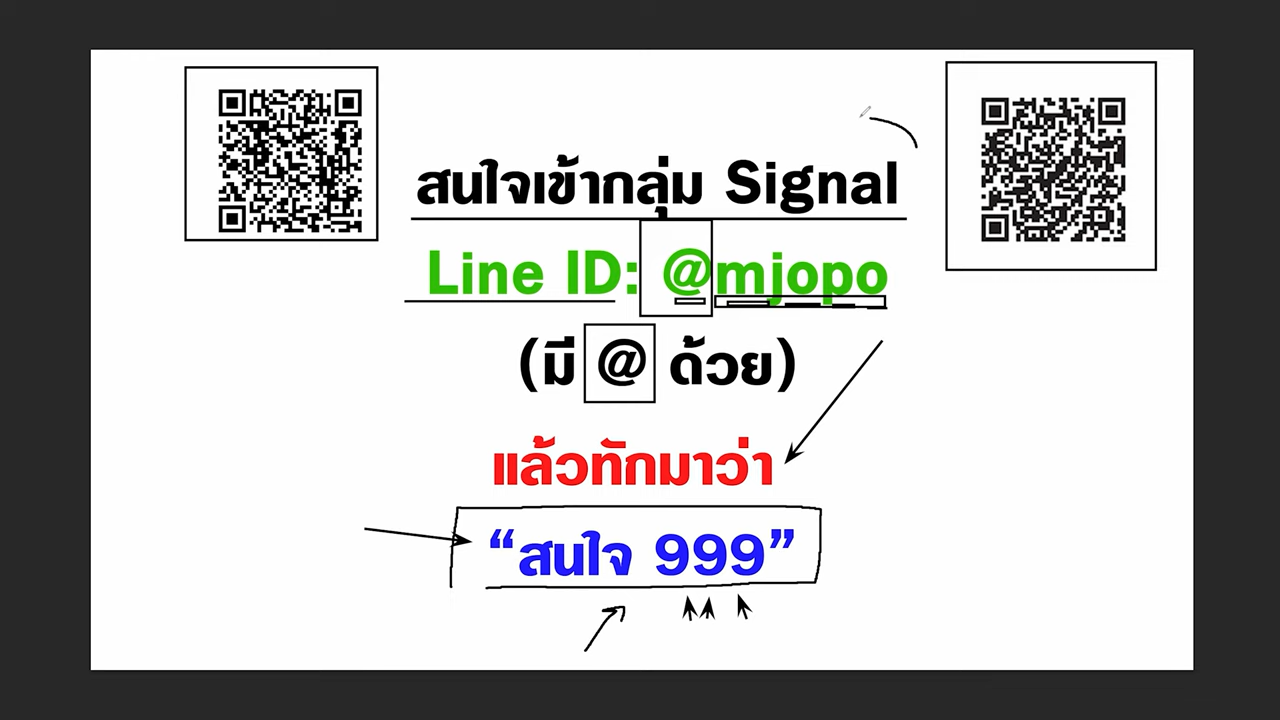 สนใจเข้ากลุ่ม Signal
Line ID: @mjopo
(มี @ ด้วย)
แล้วทักมาว่า
“สนใจ 999”